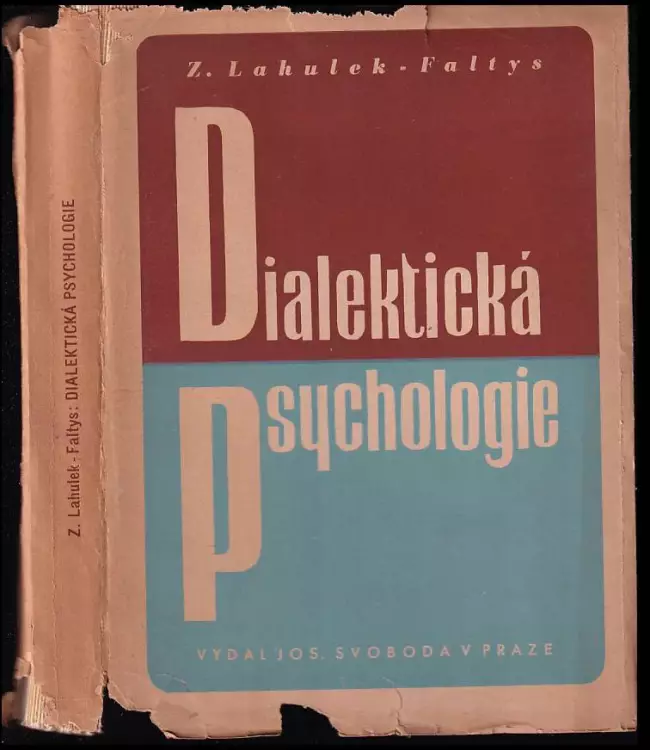 Z. Lahulek-Faltys
Dialektická
Psychologie
VYDAL JOS. SVOBODA V PRAZE
Z. Lahulek-Faltys: DIALEKTICKÁ PSYCHOLOGIE